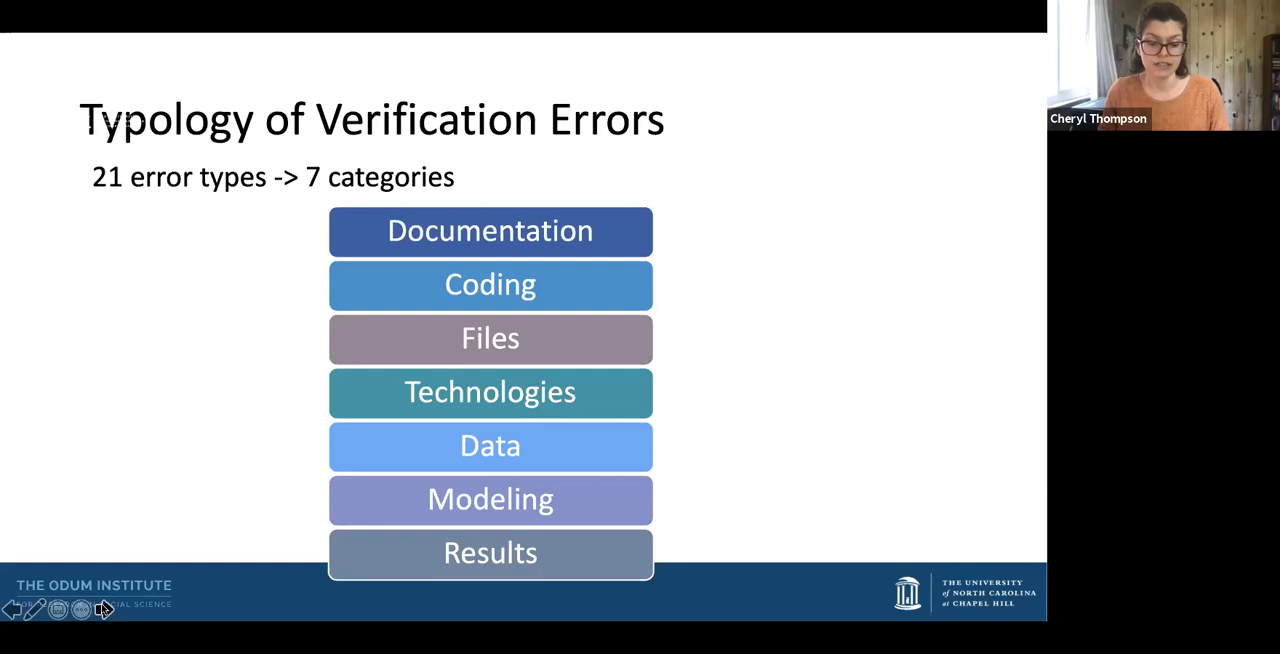 Typology of Verification Errors
21 error types -> 7 categories
Documentation
Coding
Files
Technologies
Data
Modeling
Results
THE ODUM INSTITUTE
SCIENCE
THE UNIVERSITY
of NORTH CAROLINA
at CHAPEL HILL
Cheryl Thompson